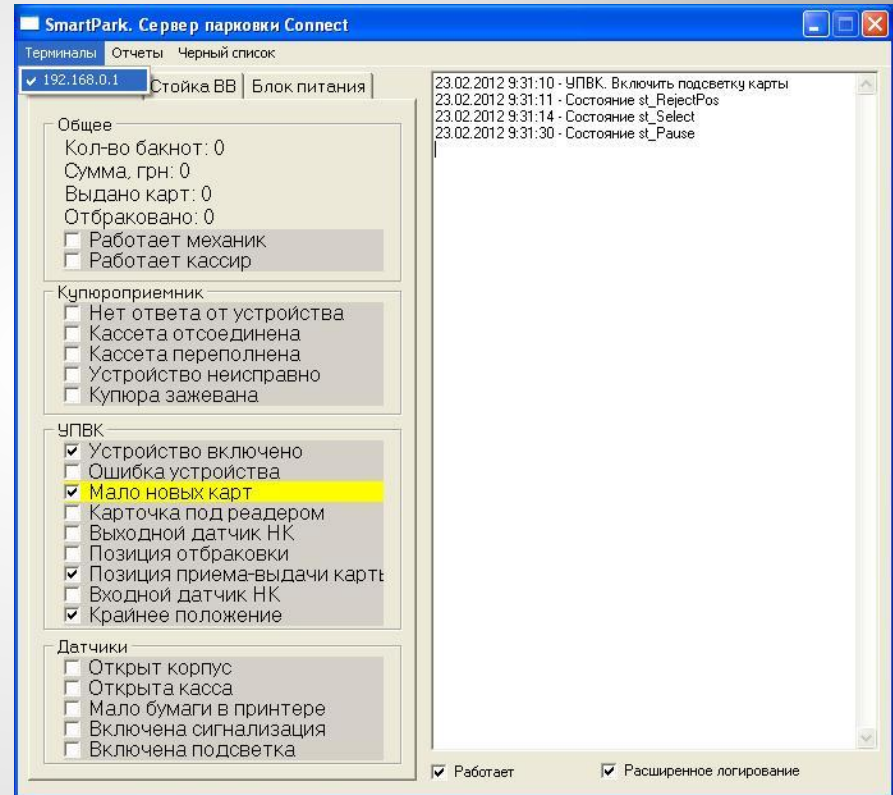 SmartPark. Сервер парковки Connect
Терминалы Отчеты Черный список
192.168.0.1
Стойка ВВ Блок питания
Общее
Кол-во бакнот: 0
Сумма, грн: 0
Выдано карт: 0
Отбраковано: 0
Работает механик
Работает кассир
Купюроприемник
Нет ответа от устройства
Кассета отсоединена
Кассета переполнена
Устройство неисправно
Купюра зажевана
УПВК
Устройство включено
Ошибка устройства
Мало новых карт
Карточка под реадером
Выходной датчик НК
Позиция отбраковки
Позиция приема-выдачи карты
Входной датчик НК
Крайнее положение
Датчики
Открыт корпус
Открыта касса
Мало бумаги в принтере
Включена сигнализация
Включена подсветка
23.02.2012 9:31:10 - УПВК. Включить подсветку карты
23.02.2012 9:31:11 - Состояние st_RejectPos
23.02.2012 9:31:14 - Состояние st_Select
23.02.2012 9:31:30 - Состояние st_Pause
Работает Расширенное логирование